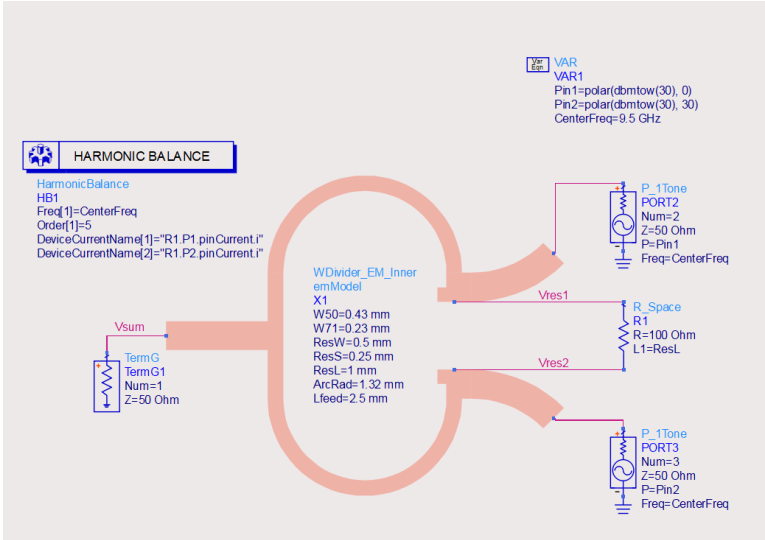 Var
Eqn
VAR
VAR1
Pin1=polar(dbmtow(30), 0)
Pin2=polar(dbmtow(30), 30)
CenterFreq=9.5 GHz
HARMONIC BALANCE
HarmonicBalance
HB1
Freq[1]=CenterFreq
Order[1]=5
DeviceCurrentName[1]="R1.P1.pinCurrent.i"
DeviceCurrentName[2]="R1.P2.pinCurrent.i"
P_1Tone
PORT2
Num=2
Z=50 Ohm
P=Pin1
Freq=CenterFreq
WDivider_EM_Inner
emModel
X1
W50=0.43 mm
W71=0.23 mm
ResW=0.5 mm
ResS=0.25 mm
ResL=1 mm
ArcRad=1.32 mm
Lfeed=2.5 mm
Vres1
R_Space
R1
R=100 Ohm
L1=ResL
Vres2
Vsum
TermG
TermG1
Num=1
Z=50 Ohm
P_1Tone
PORT3
Num=3
Z=50 Ohm
P=Pin2
Freq=CenterFreq